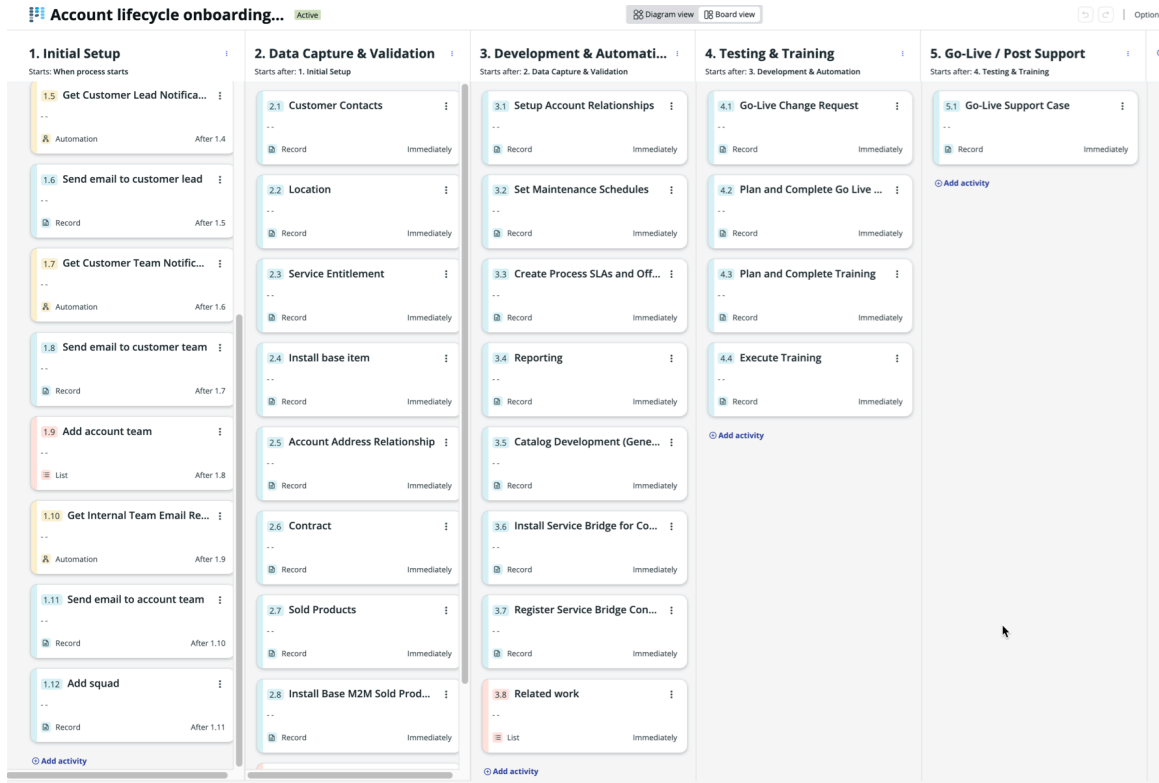 Account lifecycle onboarding... Active
Diagram view Board view
Option
1. Initial Setup
Starts: When process starts
1.5 Get Customer Lead Notifica...
--
Automation After 1.4
1.6 Send email to customer lead
--
Record After 1.5
1.7 Get Customer Team Notific...
--
Automation After 1.6
1.8 Send email to customer team
--
Record After 1.7
1.9 Add account team
--
List After 1.8
1.10 Get Internal Team Email Re...
--
Automation After 1.9
1.11 Send email to account team
--
Record After 1.10
1.12 Add squad
--
Record After 1.11
Add activity
2. Data Capture & Validation
Starts after: 1. Initial Setup
2.1 Customer Contacts
--
Record Immediately
2.2 Location
--
Record Immediately
2.3 Service Entitlement
--
Record Immediately
2.4 Install base item
--
Record Immediately
2.5 Account Address Relationship
--
Record Immediately
2.6 Contract
--
Record Immediately
2.7 Sold Products
--
Record Immediately
2.8 Install Base M2M Sold Prod...
--
Record Immediately
3. Development & Automati...
Starts after: 2. Data Capture & Validation
3.1 Setup Account Relationships
--
Record Immediately
3.2 Set Maintenance Schedules
--
Record Immediately
3.3 Create Process SLAs and Off...
--
Record Immediately
3.4 Reporting
--
Record Immediately
3.5 Catalog Development (Gene...
--
Record Immediately
3.6 Install Service Bridge for Co...
--
Record Immediately
3.7 Register Service Bridge Con...
--
Record Immediately
3.8 Related work
--
List Immediately
Add activity
4. Testing & Training
Starts after: 3. Development & Automation
4.1 Go-Live Change Request
--
Record Immediately
4.2 Plan and Complete Go Live ...
--
Record Immediately
4.3 Plan and Complete Training
--
Record Immediately
4.4 Execute Training
--
Record Immediately
Add activity
5. Go-Live / Post Support
Starts after: 4. Testing & Training
5.1 Go-Live Support Case
--
Record Immediately
Add activity